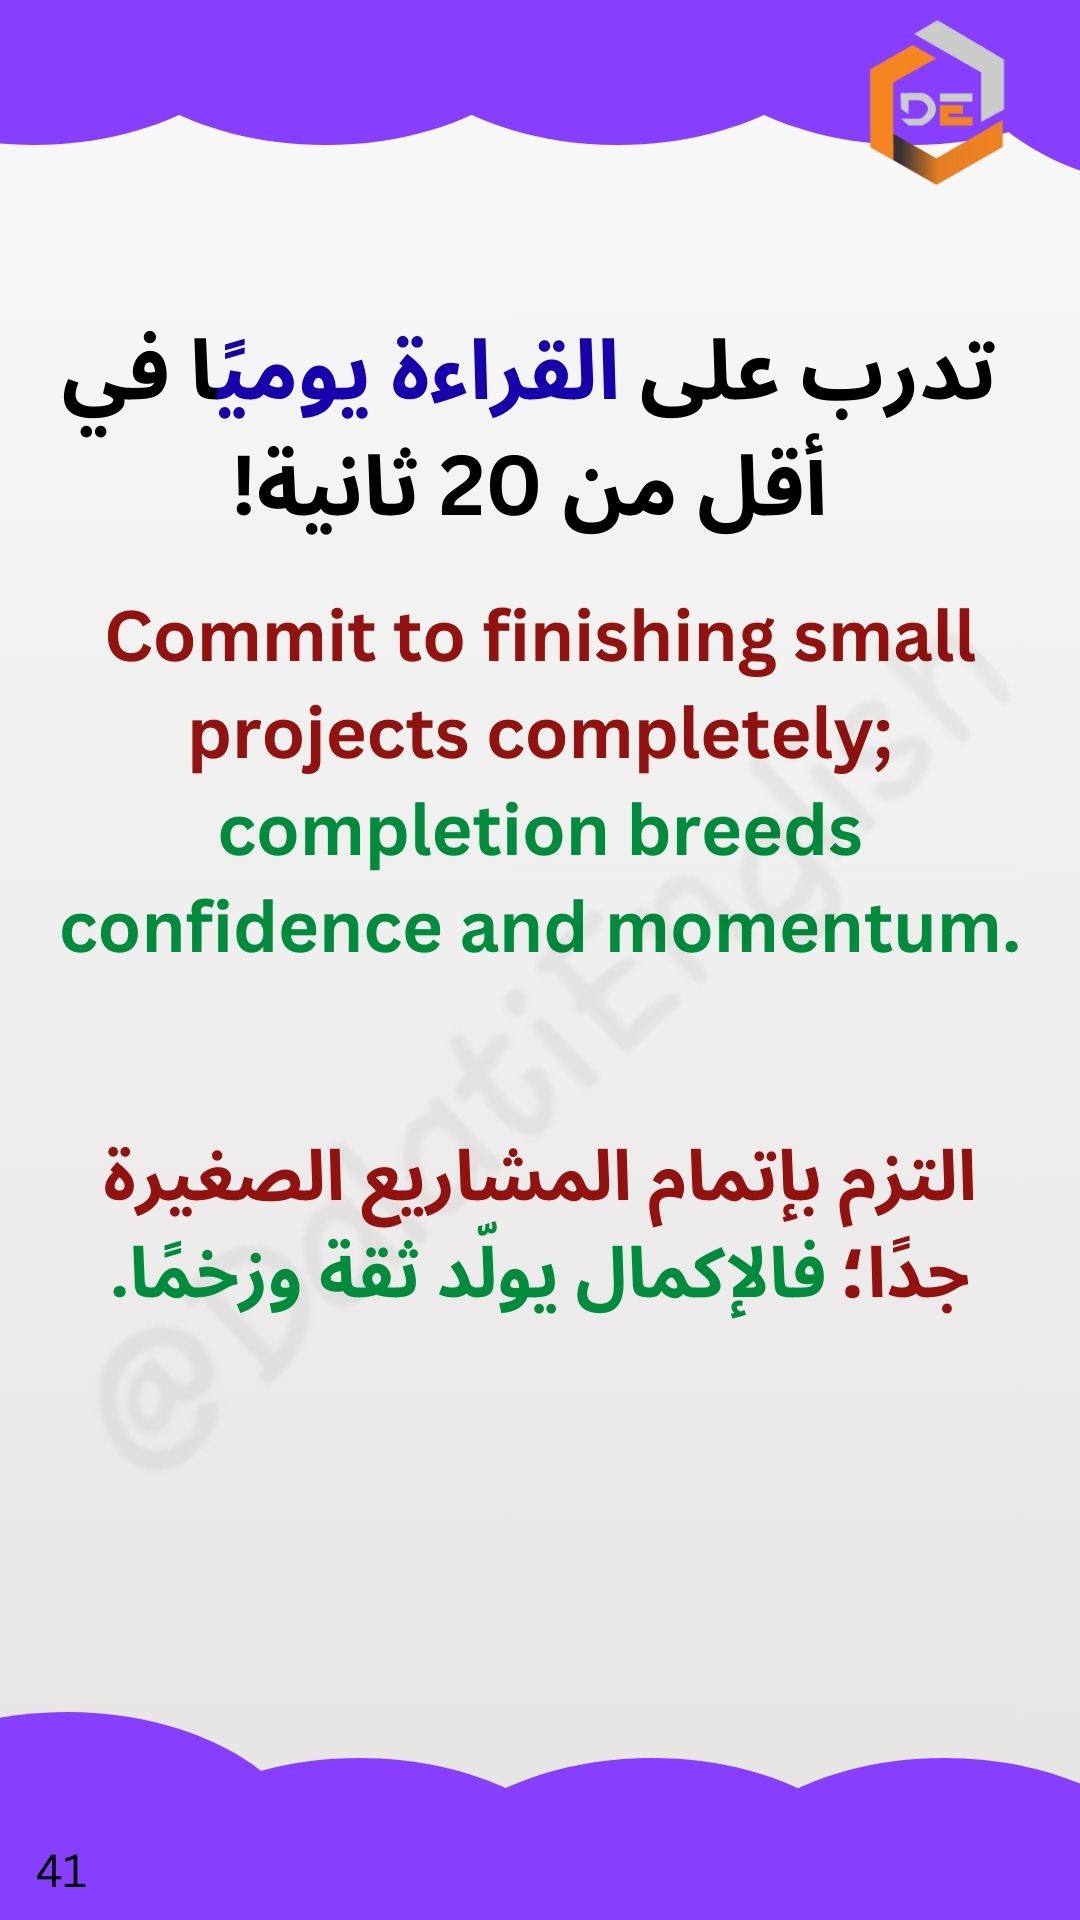 DE
تدرب على القراءة يوميًا في
أقل من 20 ثانية!
Commit to finishing small
projects completely;
completion breeds
confidence and momentum.
التزم بإتمام المشاريع الصغيرة
جدًا؛ فالإكمال يولّد ثقة وزخمًا.
@DalatiEnglish
41